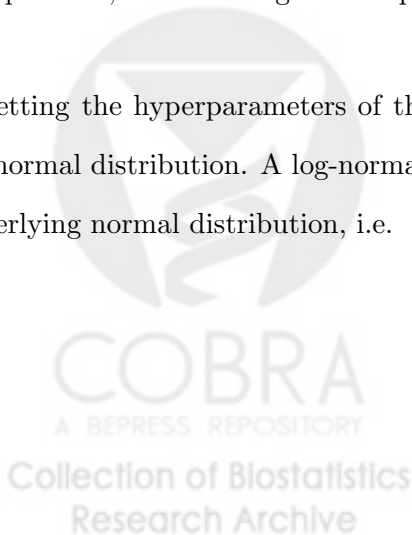 etting the hyperparameters of th
normal distribution. A log-norma
erlying normal distribution, i.e.
COBRA
A BEPRESS REPOSITORY
Collection of Biostatistics
Research Archive